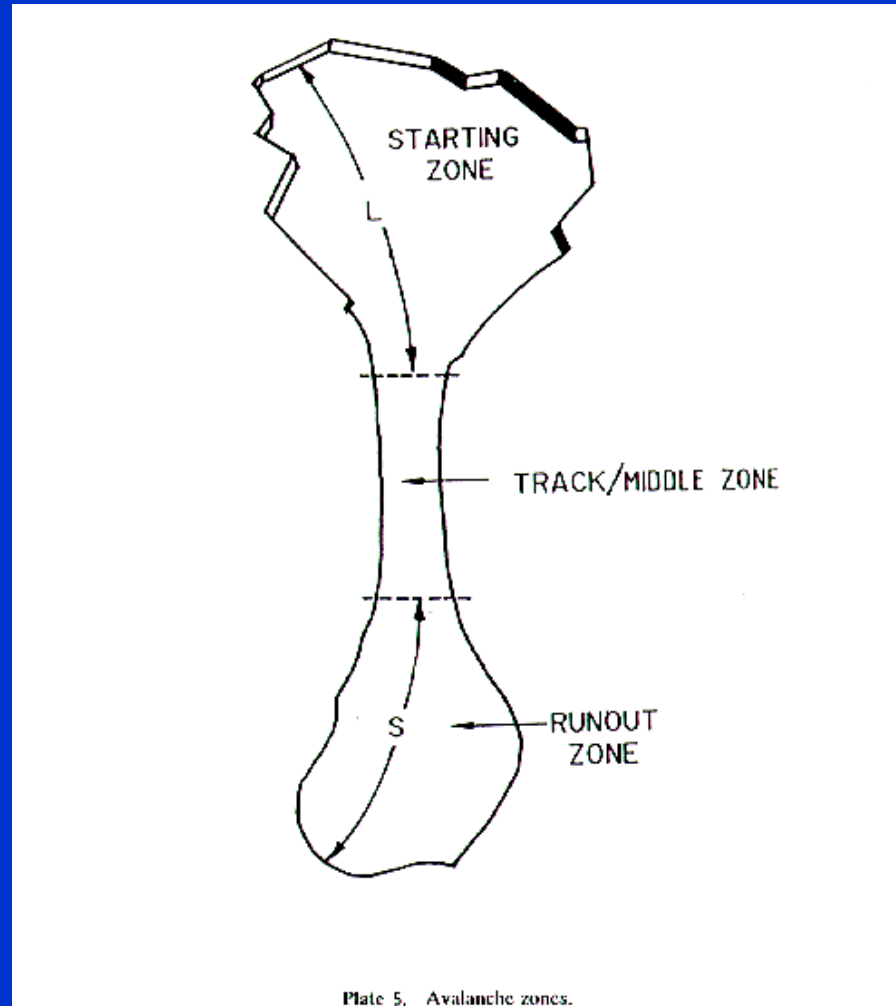 STARTING
ZONE
L
TRACK/MIDDLE ZONE
S
RUNOUT
ZONE
Plate 5. Avalanche zones.